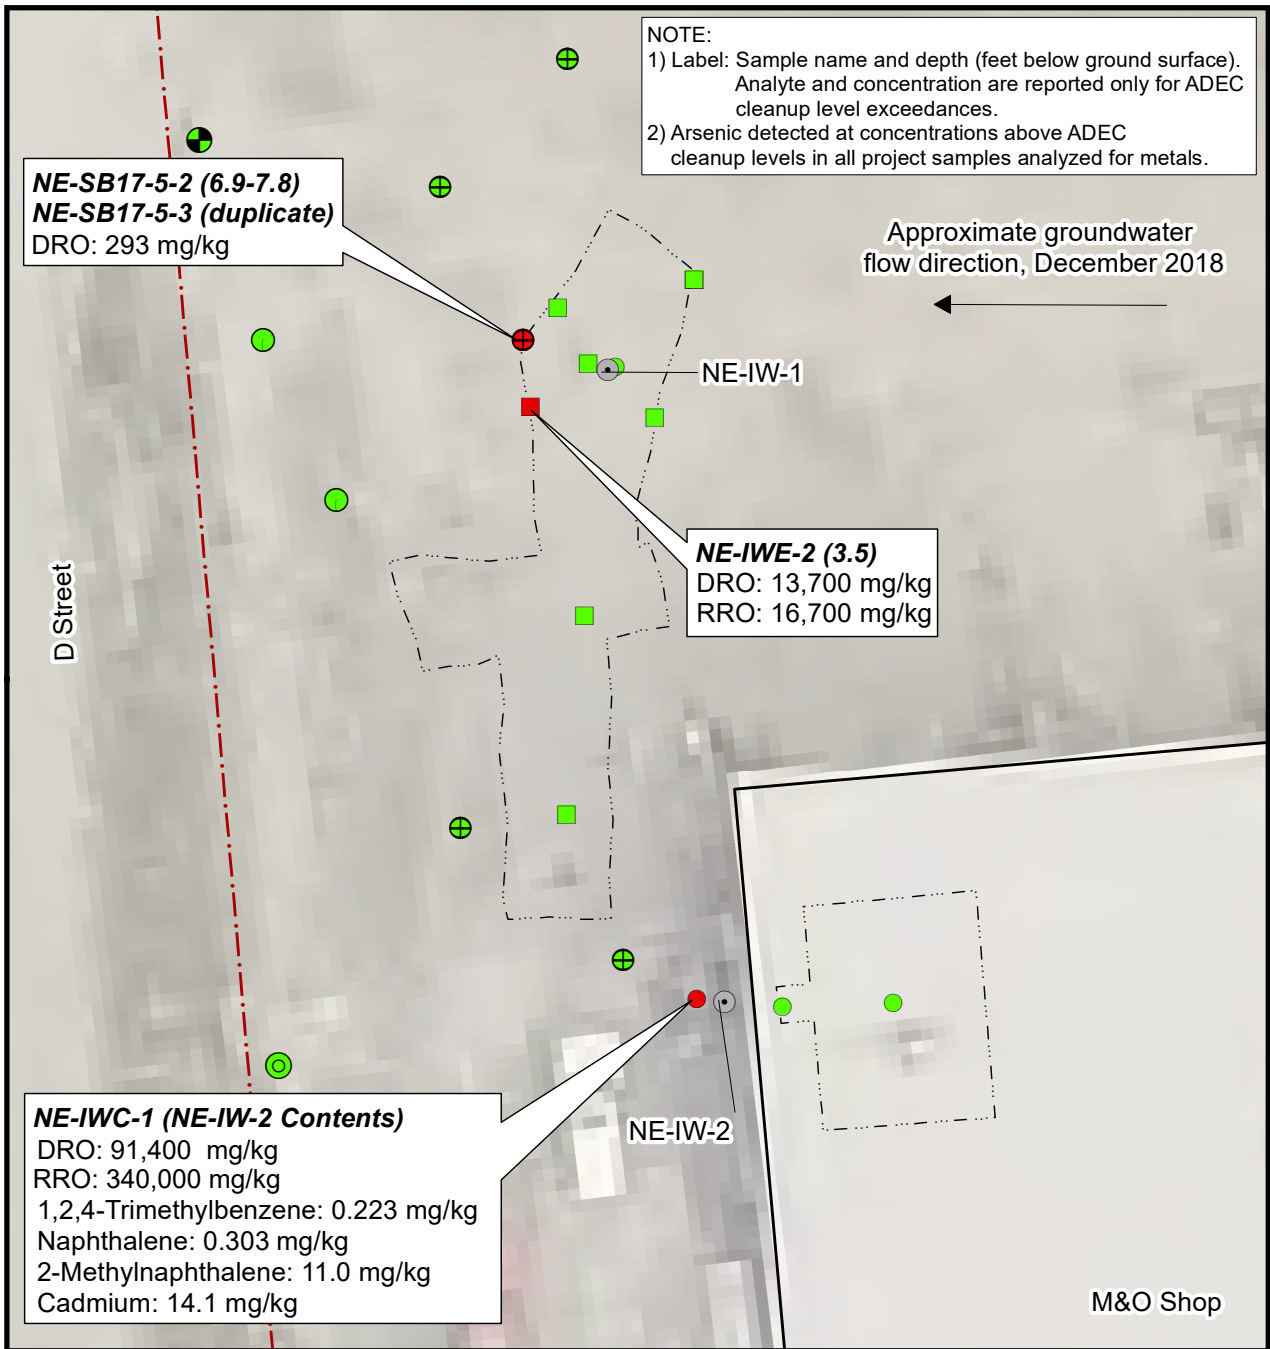 NOTE:
1) Label: Sample name and depth (feet below ground surface).
Analyte and concentration are reported only for ADEC
cleanup level exceedances.
2) Arsenic detected at concentrations above ADEC
cleanup levels in all project samples analyzed for metals.
NE-SB17-5-2 (6.9-7.8)
NE-SB17-5-3 (duplicate)
DRO: 293 mg/kg
Approximate groundwater
flow direction, December 2018
NE-IW-1
NE-IWE-2 (3.5)
DRO: 13,700 mg/kg
RRO: 16,700 mg/kg
D Street
NE-IWC-1 (NE-IW-2 Contents)
DRO: 91,400 mg/kg
RRO: 340,000 mg/kg
1,2,4-Trimethylbenzene: 0.223 mg/kg
Naphthalene: 0.303 mg/kg
2-Methylnaphthalene: 11.0 mg/kg
Cadmium: 14.1 mg/kg
NE-IW-2
M&O Shop